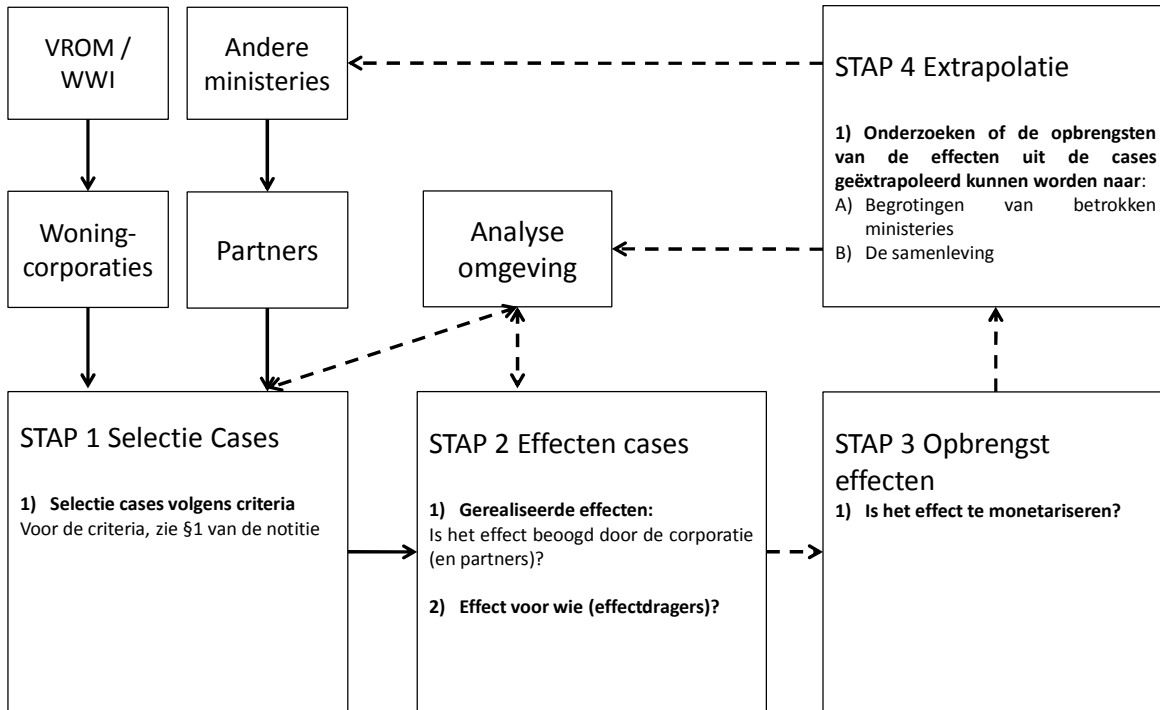 VROM /
WWI
Andere
ministeries
STAP 4 Extrapolatie
1) Onderzoeken of de opbrengsten
van de effecten uit de cases
geëxtrapoleerd kunnen worden naar:
A) Begrotingen van betrokken
ministeries
B) De samenleving
Woning-
corporaties
Partners
Analyse
omgeving
STAP 1 Selectie Cases
1) Selectie cases volgens criteria
Voor de criteria, zie §1 van de notitie
STAP 2 Effecten cases
1) Gerealiseerde effecten:
Is het effect beoogd door de corporatie
(en partners)?
2) Effect voor wie (effectdragers)?
STAP 3 Opbrengst
effecten
1) Is het effect te monetariseren?